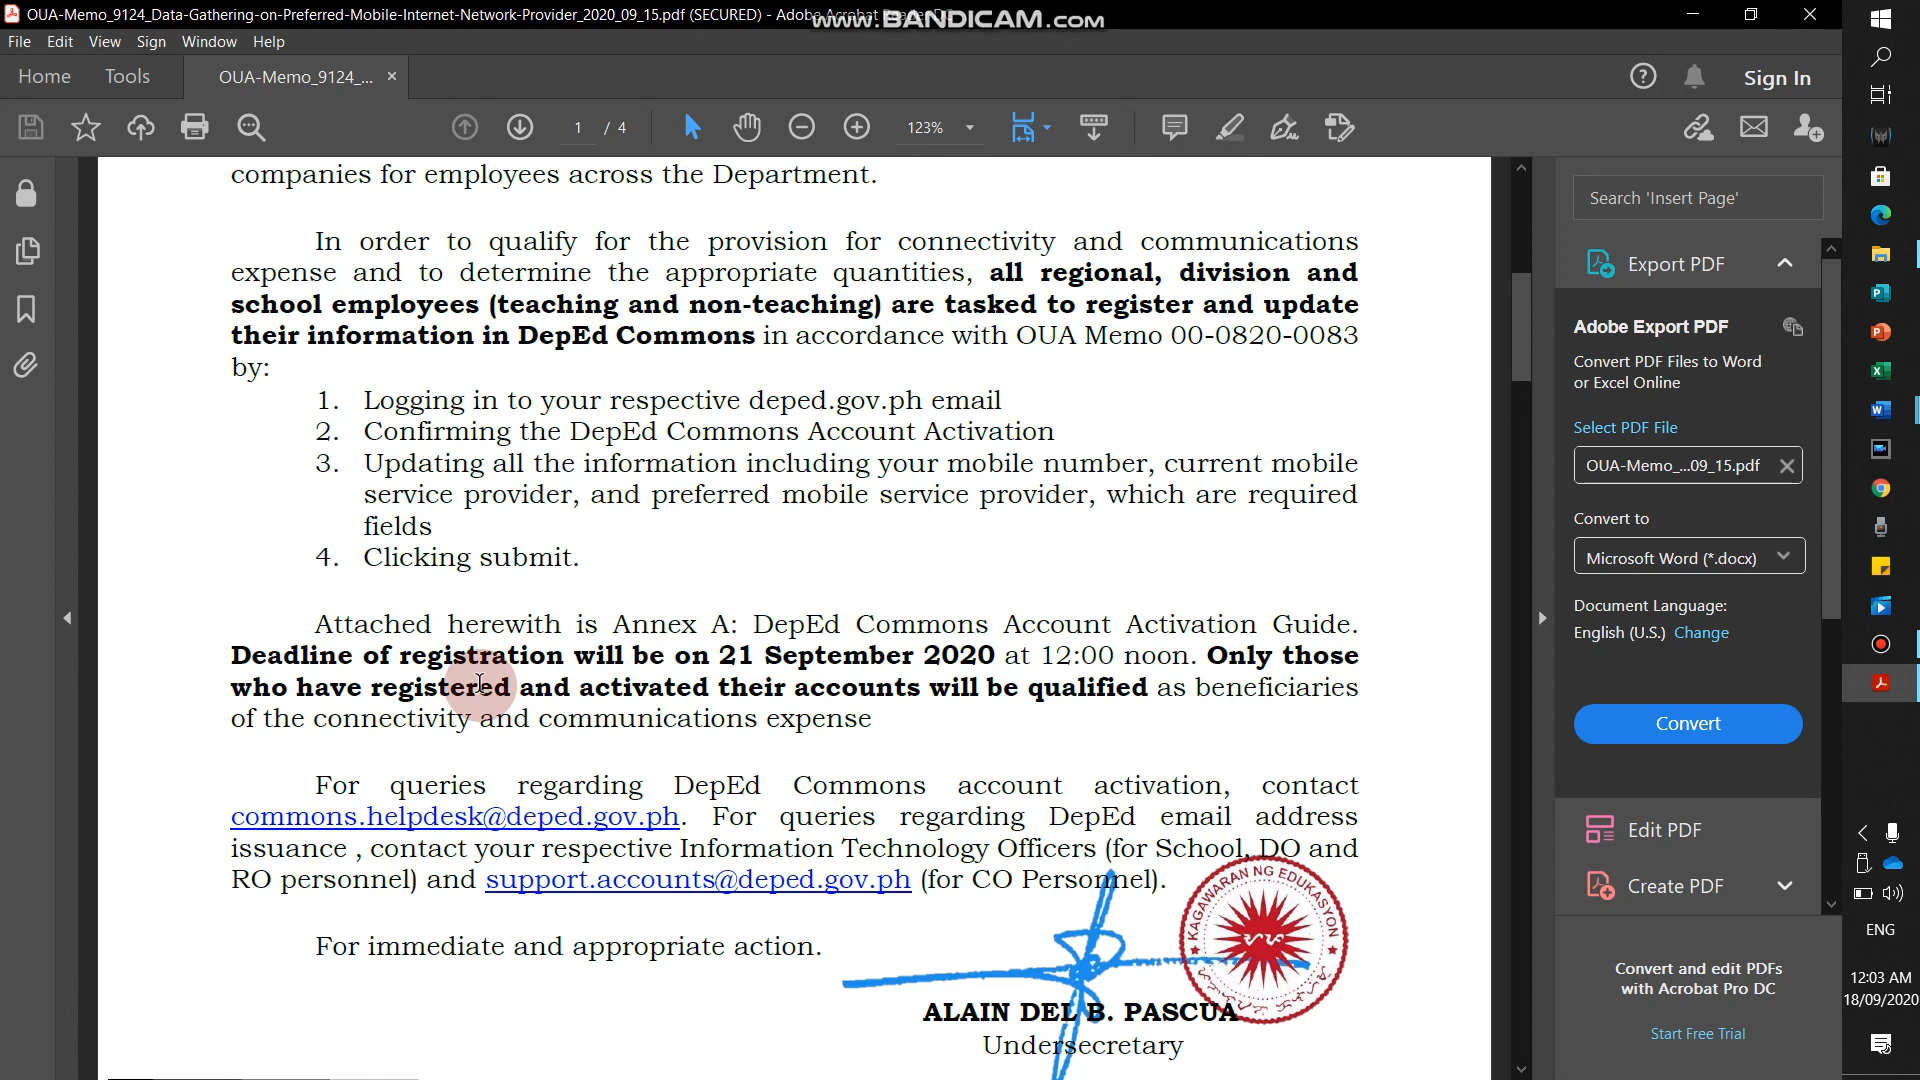 OUA-Memo_9124_Data-Gathering-on-Preferred-Mobile-Internet-Network-Provider_2020_09_15.pdf (SECURED) - Adobe Acrobat Reader DC
www.BANDICAM.com
File Edit View Sign Window Help
Home Tools OUA-Memo_9124_... × Sign In
1 / 4 123%
companies for employees across the Department.
In order to qualify for the provision for connectivity and communications
expense and to determine the appropriate quantities, all regional, division and
school employees (teaching and non-teaching) are tasked to register and update
their information in DepEd Commons in accordance with OUA Memo 00-0820-0083
by:
1. Logging in to your respective deped.gov.ph email
2. Confirming the DepEd Commons Account Activation
3. Updating all the information including your mobile number, current mobile
service provider, and preferred mobile service provider, which are required
fields
4. Clicking submit.
Attached herewith is Annex A: DepEd Commons Account Activation Guide.
Deadline of registration will be on 21 September 2020 at 12:00 noon. Only those
who have registered and activated their accounts will be qualified as beneficiaries
of the connectivity and communications expense
For queries regarding DepEd Commons account activation, contact
commons.helpdesk@deped.gov.ph. For queries regarding DepEd email address
issuance , contact your respective Information Technology Officers (for School, DO and
RO personnel) and support.accounts@deped.gov.ph (for CO Personnel).
For immediate and appropriate action.
KAGAWARAN NG EDUKASYON
ALAIN DEL B. PASCUA
Undersecretary
Search 'Insert Page'
Export PDF
Adobe Export PDF
Convert PDF Files to Word
or Excel Online
Select PDF File
OUA-Memo_...09_15.pdf
Convert to
Microsoft Word (*.docx)
Document Language:
English (U.S.) Change
Convert
Edit PDF
Create PDF
Convert and edit PDFs
with Acrobat Pro DC
Start Free Trial
ENG
12:03 AM
18/09/2020